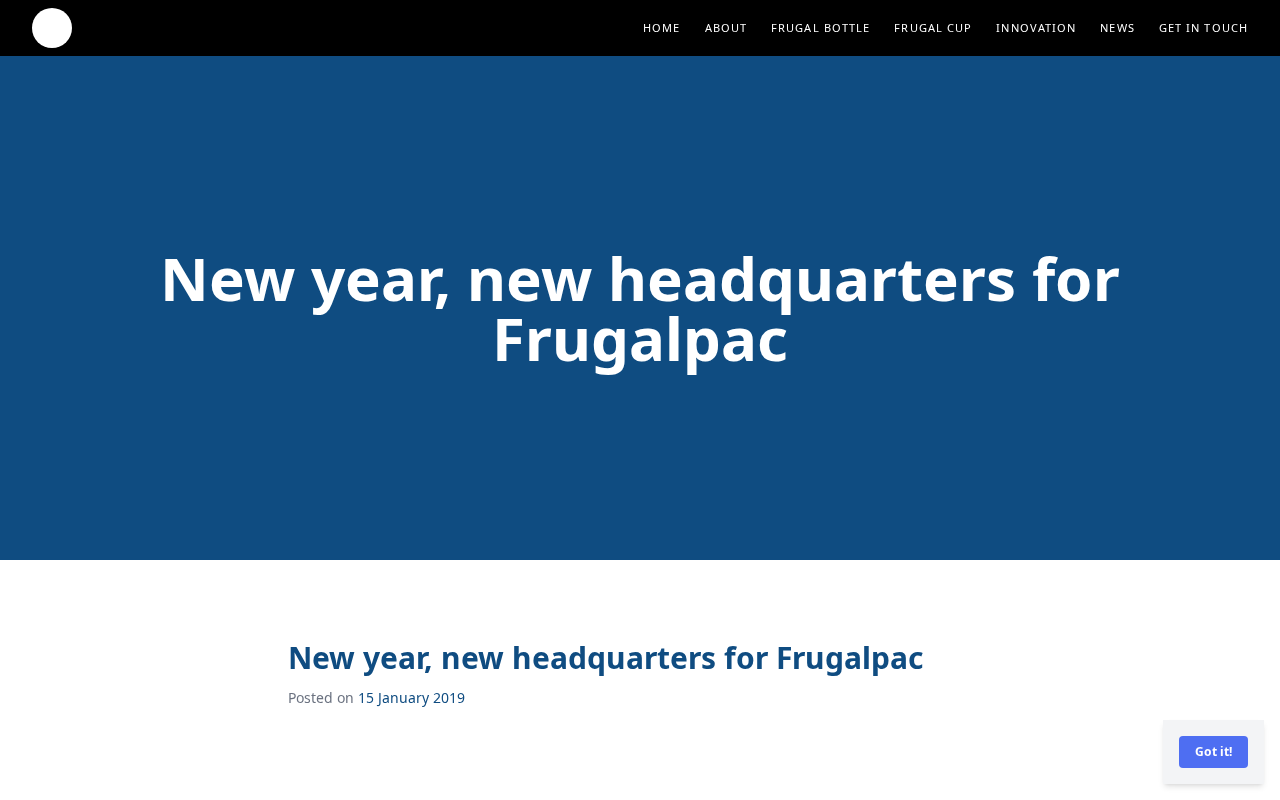 HOME ABOUT FRUGAL BOTTLE FRUGAL CUP INNOVATION NEWS GET IN TOUCH
New year, new headquarters for
Frugalpac
New year, new headquarters for Frugalpac
Posted on 15 January 2019
Got it!